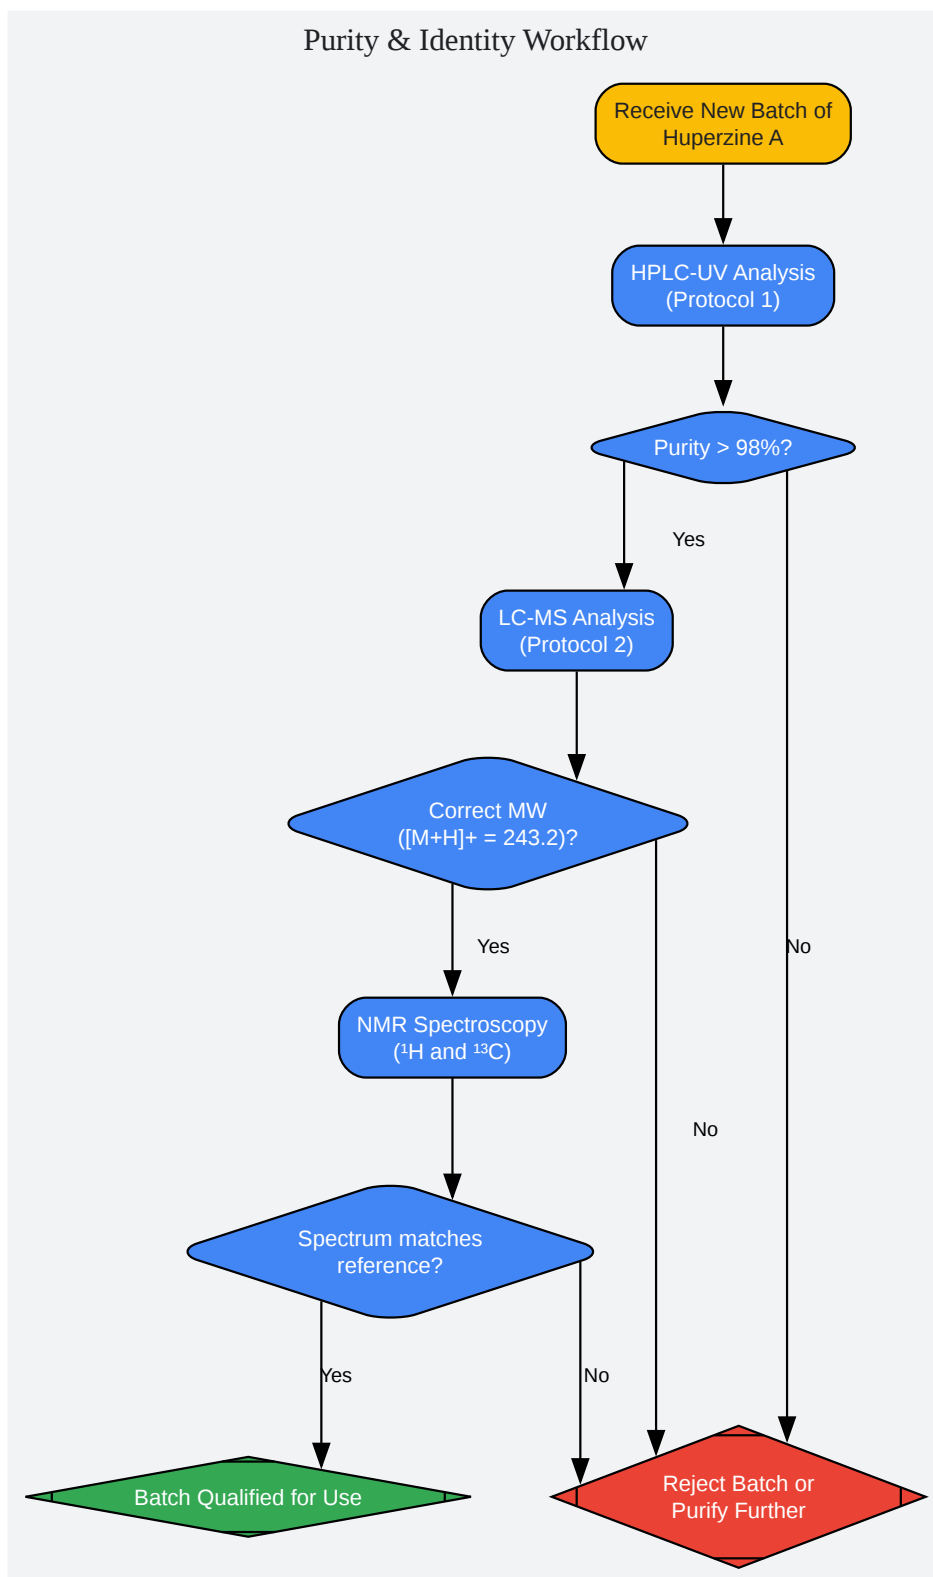 Purity & Identity Workflow
Receive New Batch of
Huperzine A
HPLC-UV Analysis
(Protocol 1)
Purity > 98%?
Yes
LC-MS Analysis
(Protocol 2)
Correct MW
([M+H]+ = 243.2)?
Yes
No
NMR Spectroscopy
(¹H and ¹³C)
No
Spectrum matches
reference?
Yes
No
Batch Qualified for Use
Reject Batch or
Purify Further